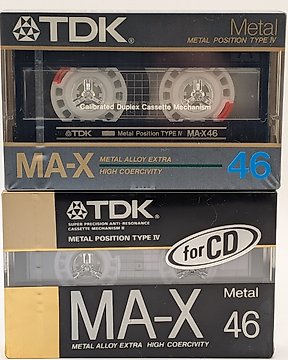 TDK® Metal
METAL POSITION TYPE IV
Calibrated Duplex Cassette Mechanism
TDK Metal Position Type IV MA-X46
MA-X METAL ALLOY EXTRA
HIGH COERCIVITY 46
TDK®
SUPER PRECISION ANTI-RESONANCE
CASSETTE MECHANISM II
METAL POSITION TYPE IV
for CD
MA-X Metal
46
METAL ALLOY EXTRA HIGH COERCIVITY